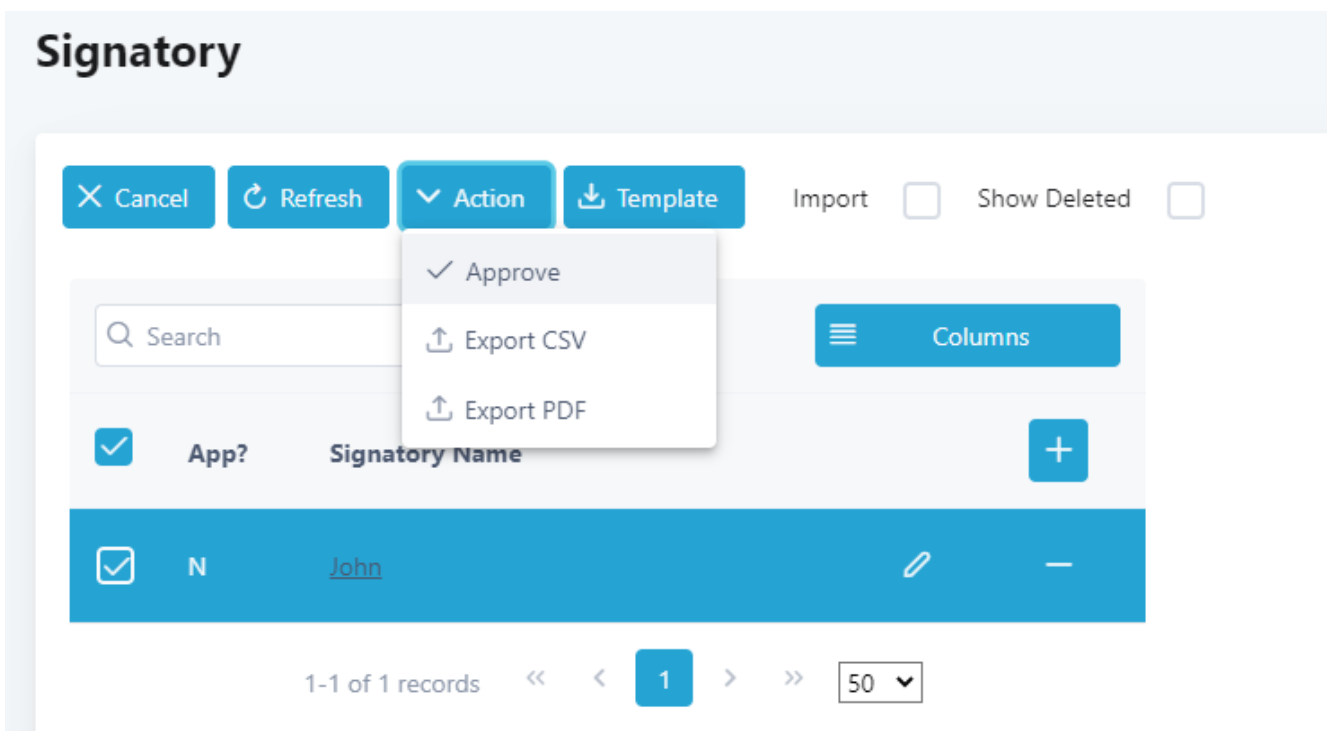 Signatory
Cancel Refresh Action Template Import Show Deleted
Approve
Search Export CSV Columns
Export PDF
App? Signatory Name
N John
1-1 of 1 records 1 50